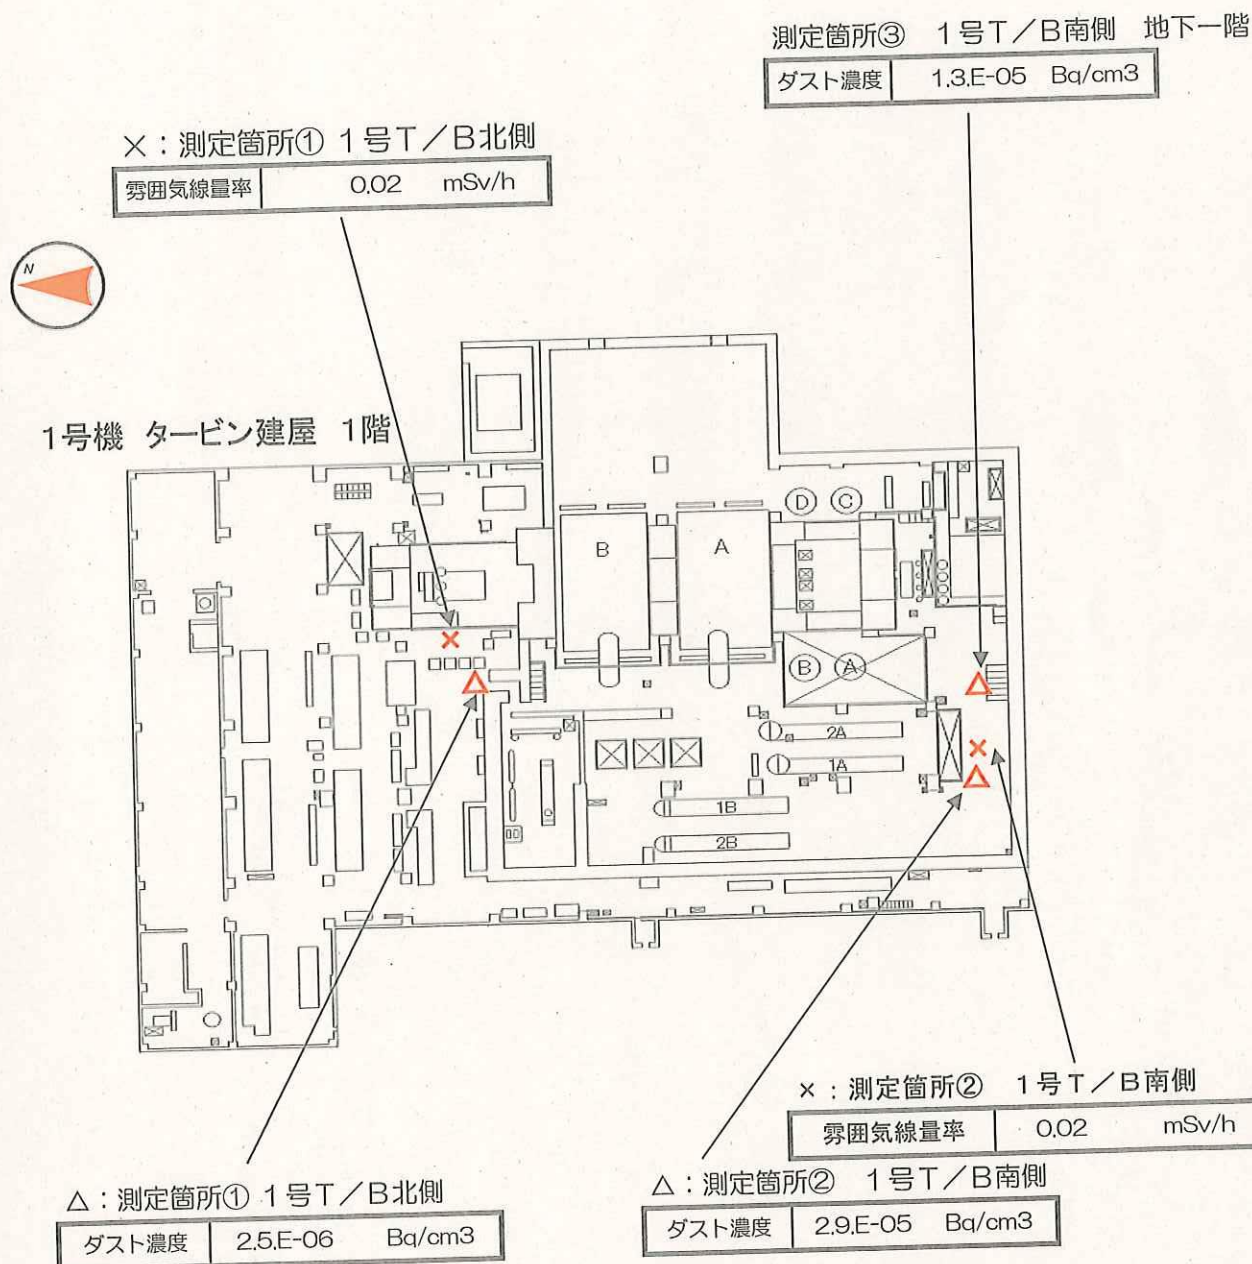 測定箇所③ 1号T／B南側 地下一階
ダスト濃度 1.3.E-05 Bq/cm3
×：測定箇所① 1号T／B北側
雰囲気線量率 0.02 mSv/h
N
1号機 タービン建屋 1階
D C
B A
B A
2A
1A
1B
2B
×：測定箇所② 1号T／B南側
雰囲気線量率 0.02 mSv/h
△：測定箇所① 1号T／B北側
ダスト濃度 2.5.E-06 Bq/cm3
△：測定箇所② 1号T／B南側
ダスト濃度 2.9.E-05 Bq/cm3